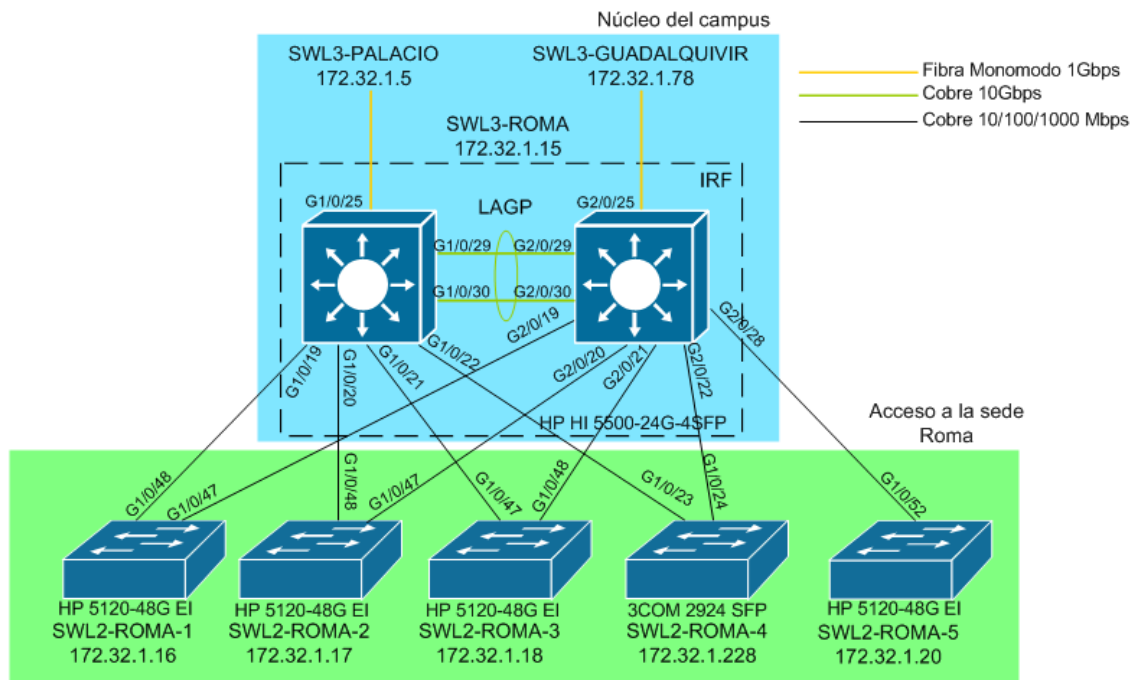 Núcleo del campus
SWL3-PALACIO
172.32.1.5
SWL3-GUADALQUIVIR
172.32.1.78
Fibra Monomodo 1Gbps
Cobre 10Gbps
Cobre 10/100/1000 Mbps
SWL3-ROMA
172.32.1.15
IRF
G1/0/25
LAGP
G2/0/25
G1/0/29
G2/0/29
G1/0/30
G2/0/30
G1/0/19
G1/0/20
G1/0/21
G1/0/22
G2/0/19
G2/0/20
G2/0/21
G2/0/22
G2/0/28
HP HI 5500-24G-4SFP
Acceso a la sede
Roma
G1/0/48
G1/0/47
G1/0/48
G1/0/47
G1/0/47
G1/0/48
G1/0/23
G1/0/24
G1/0/52
HP 5120-48G EI
SWL2-ROMA-1
172.32.1.16
HP 5120-48G EI
SWL2-ROMA-2
172.32.1.17
HP 5120-48G EI
SWL2-ROMA-3
172.32.1.18
3COM 2924 SFP
SWL2-ROMA-4
172.32.1.228
HP 5120-48G EI
SWL2-ROMA-5
172.32.1.20